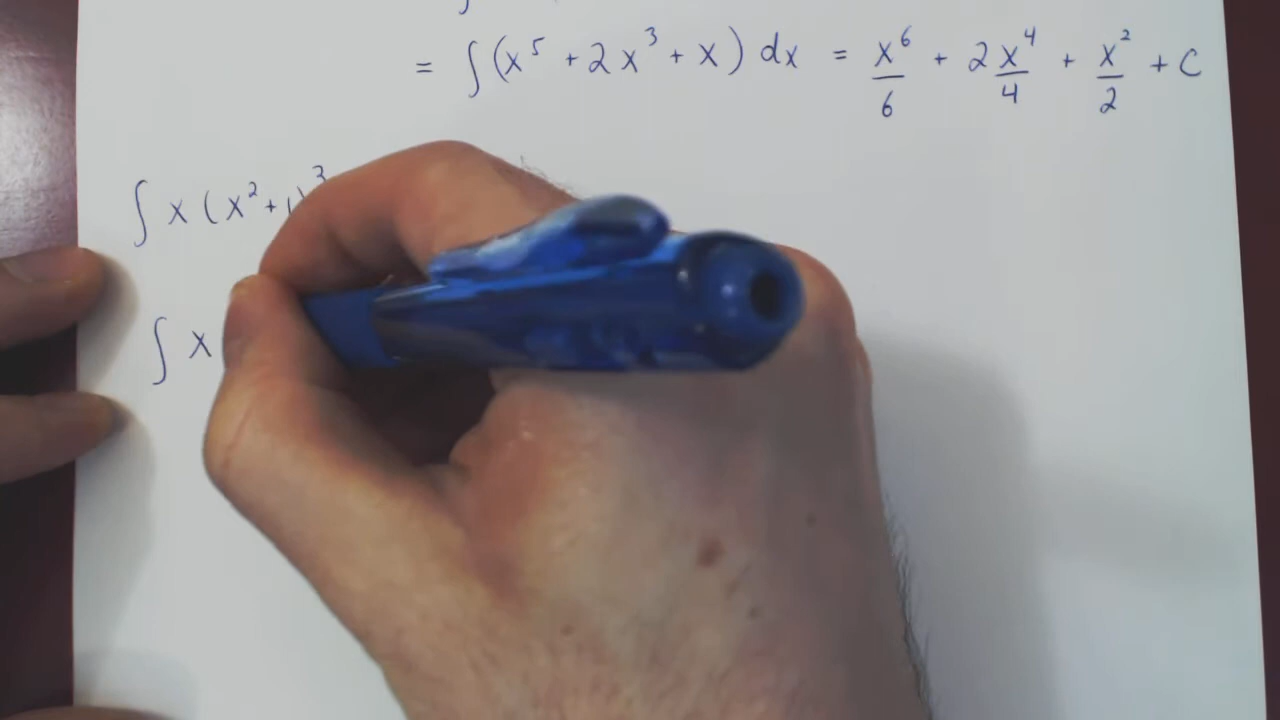 = ∫(x⁵ + 2x³ + x) dx = x⁶/6 + 2x⁴/4 + x²/2 + C
∫ x (x²+1)³
∫ x